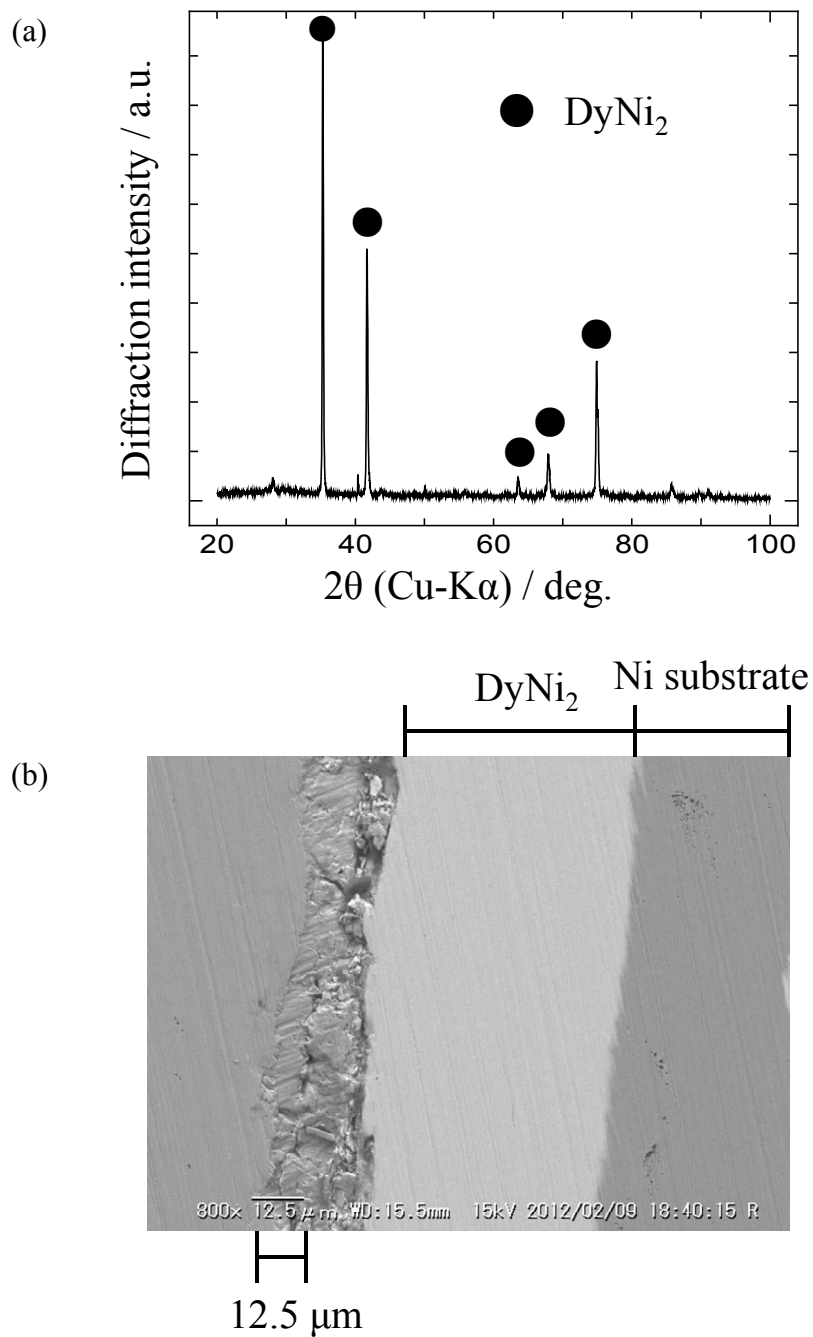 (a)
Diffraction intensity / a.u.
DyNi₂
20 40 60 80 100
2θ (Cu-Kα) / deg.
DyNi₂ Ni substrate
(b)
800x 12.5μm WD:15.5mm 15kV 2012/02/09 18:40:15 R
12.5 μm